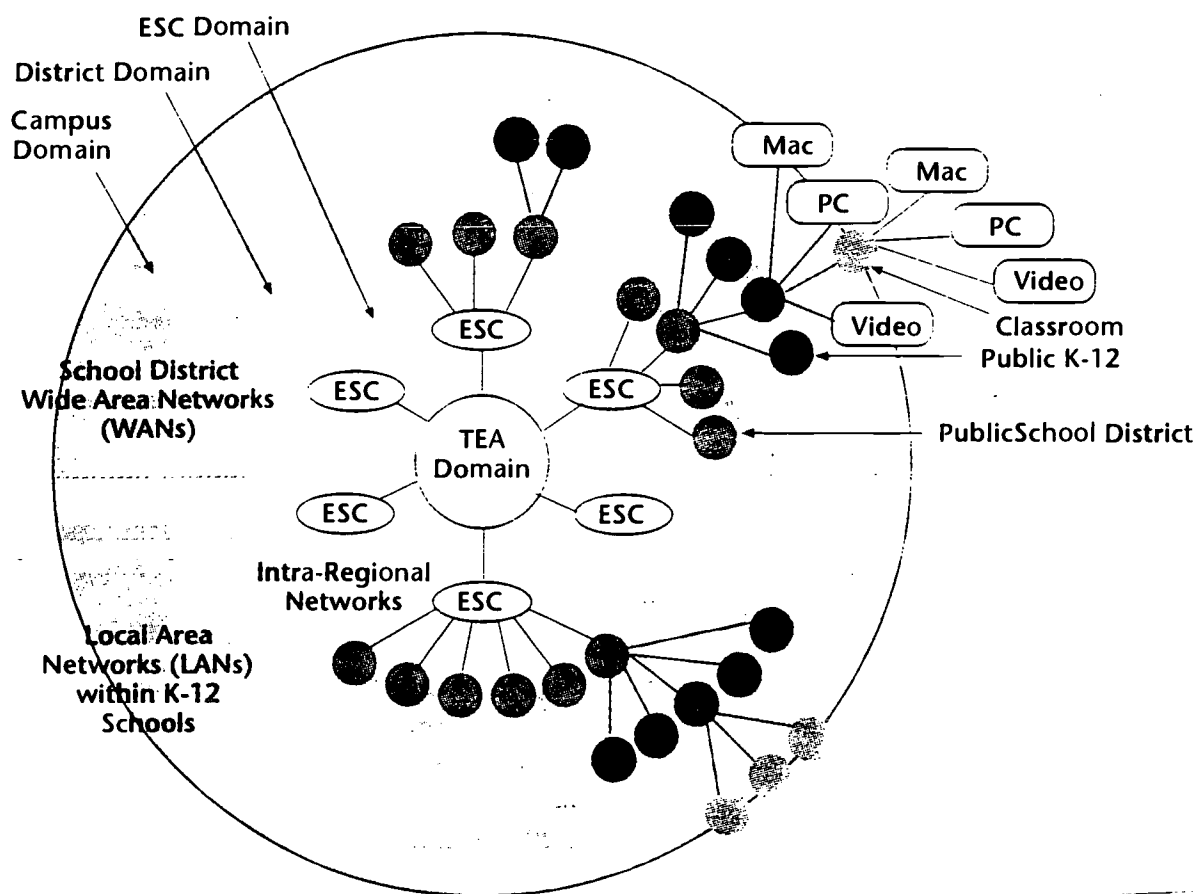 ESC Domain
District Domain
Campus
Domain
Mac
Mac
PC
PC
Video
Video
Classroom
Public K-12
PublicSchool District
ESC
ESC
ESC
School District
Wide Area Networks
(WANs)
TEA
Domain
ESC
ESC
Intra-Regional
Networks
ESC
Local Area
Networks (LANs)
within K-12
Schools